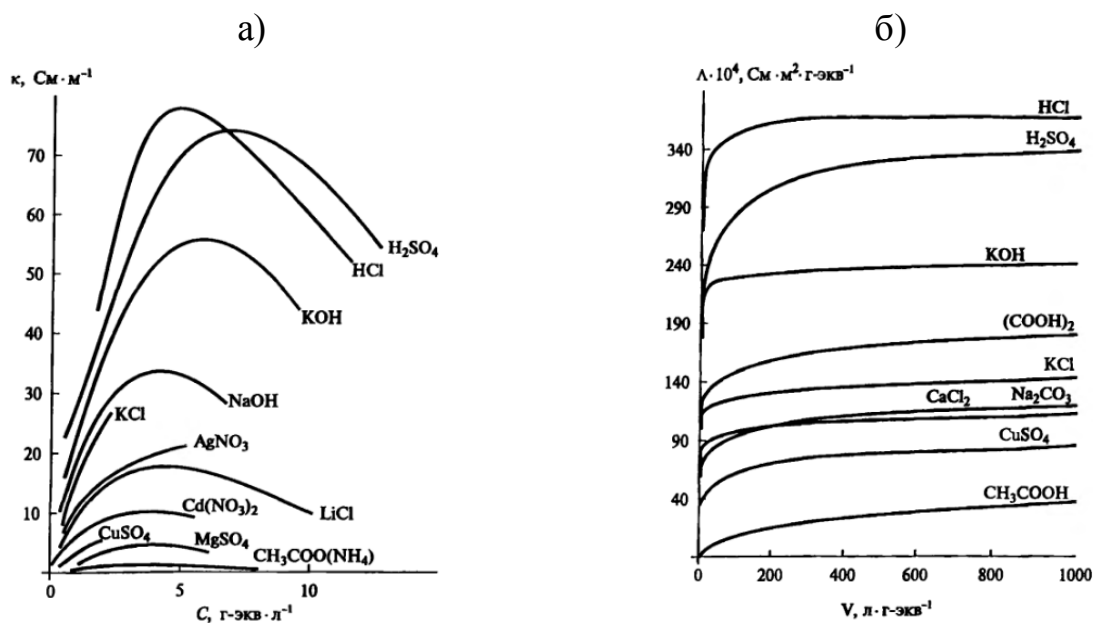 а)
κ, См · м⁻¹
70
60
50
40
30
20
10
5
10
C, г-экв · л⁻¹
H₂SO₄
HCl
KOH
NaOH
KCl
AgNO₃
LiCl
Cd(NO₃)₂
CuSO₄
MgSO₄
CH₃COO(NH₄)
б)
Λ · 10⁴, См · м² · г-экв⁻¹
340
290
240
190
140
90
40
0
200
400
600
800
1000
V, л · г-экв⁻¹
HCl
H₂SO₄
KOH
(COOH)₂
KCl
CaCl₂ Na₂CO₃
CuSO₄
CH₃COOH